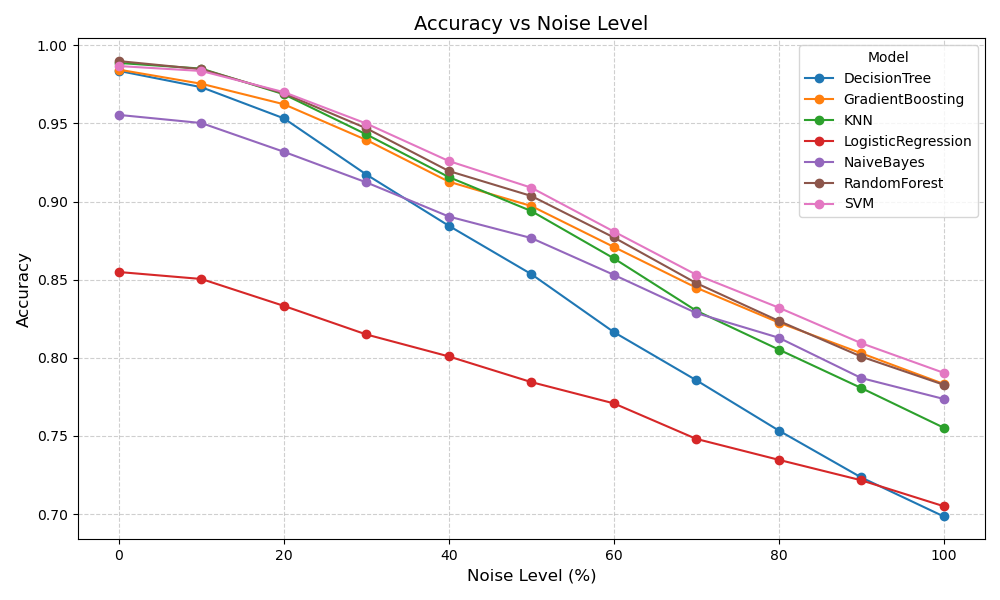 Accuracy vs Noise Level
Model
DecisionTree
GradientBoosting
KNN
LogisticRegression
NaiveBayes
RandomForest
SVM
Accuracy
1.00
0.95
0.90
0.85
0.80
0.75
0.70
0 20 40 60 80 100
Noise Level (%)